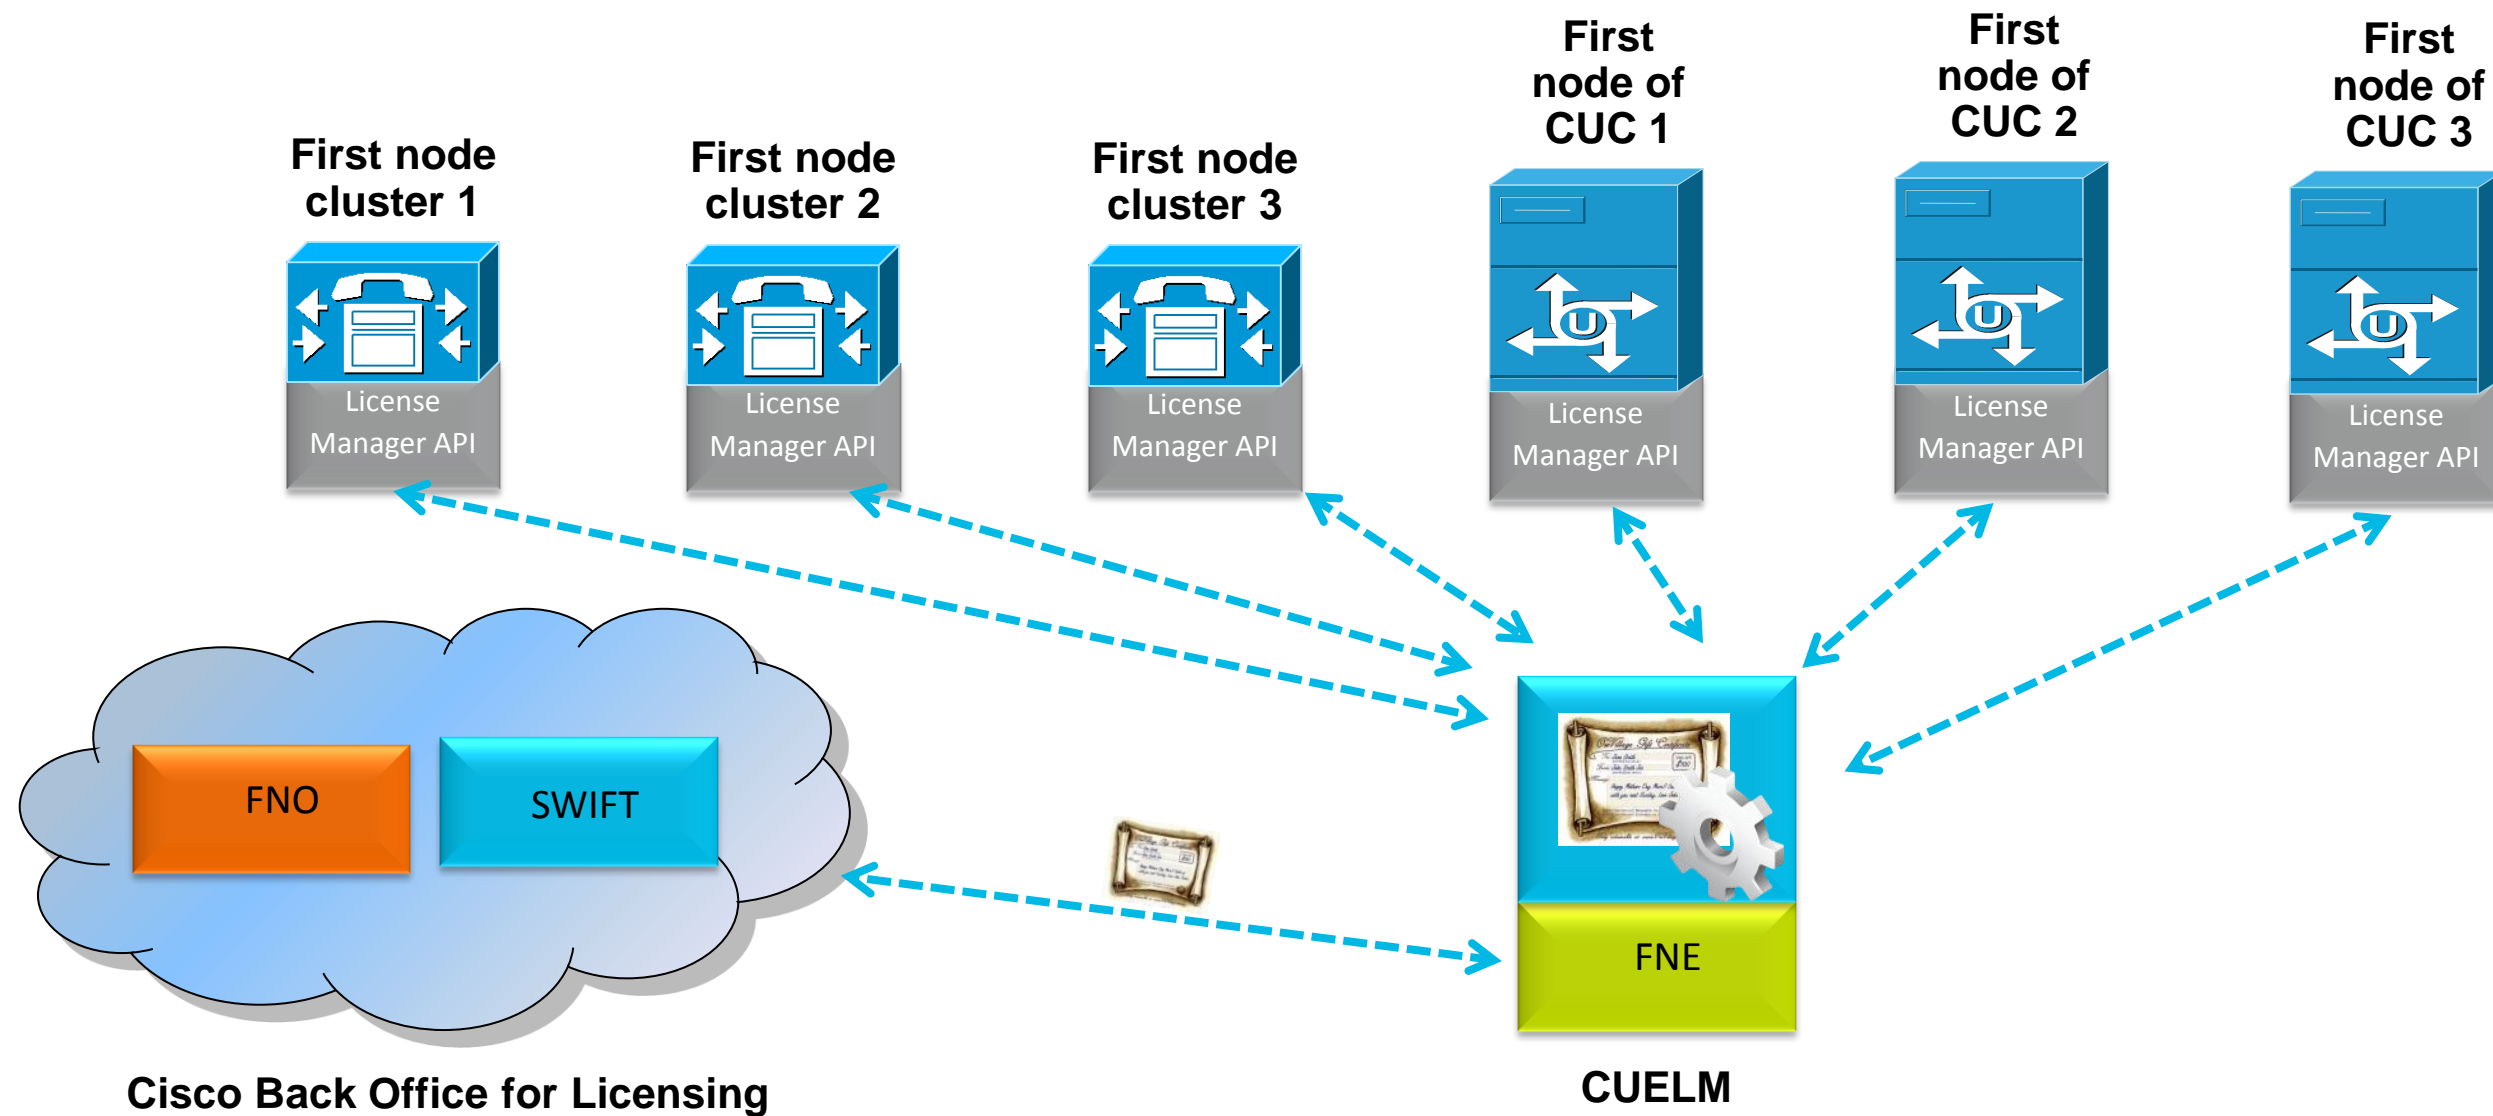 First
node of
CUC 1
First
node of
CUC 2
First
node of
CUC 3
First node
cluster 1
First node
cluster 2
First node
cluster 3
License
Manager API
License
Manager API
License
Manager API
License
Manager API
License
Manager API
License
Manager API
U
U
U
FNO
SWIFT
FNE
Cisco Back Office for Licensing
CUELM